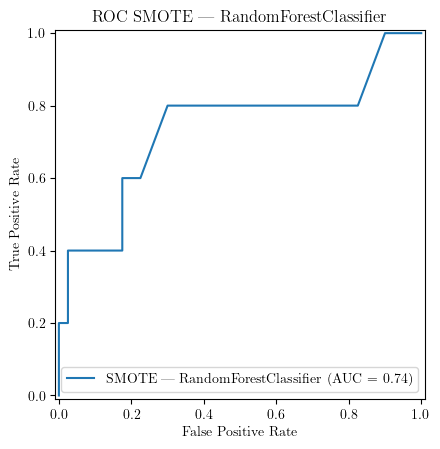 ROC SMOTE — RandomForestClassifier
1.0
0.8
0.6
0.4
0.2
0.0
True Positive Rate
SMOTE — RandomForestClassifier (AUC = 0.74)
0.0 0.2 0.4 0.6 0.8 1.0
False Positive Rate